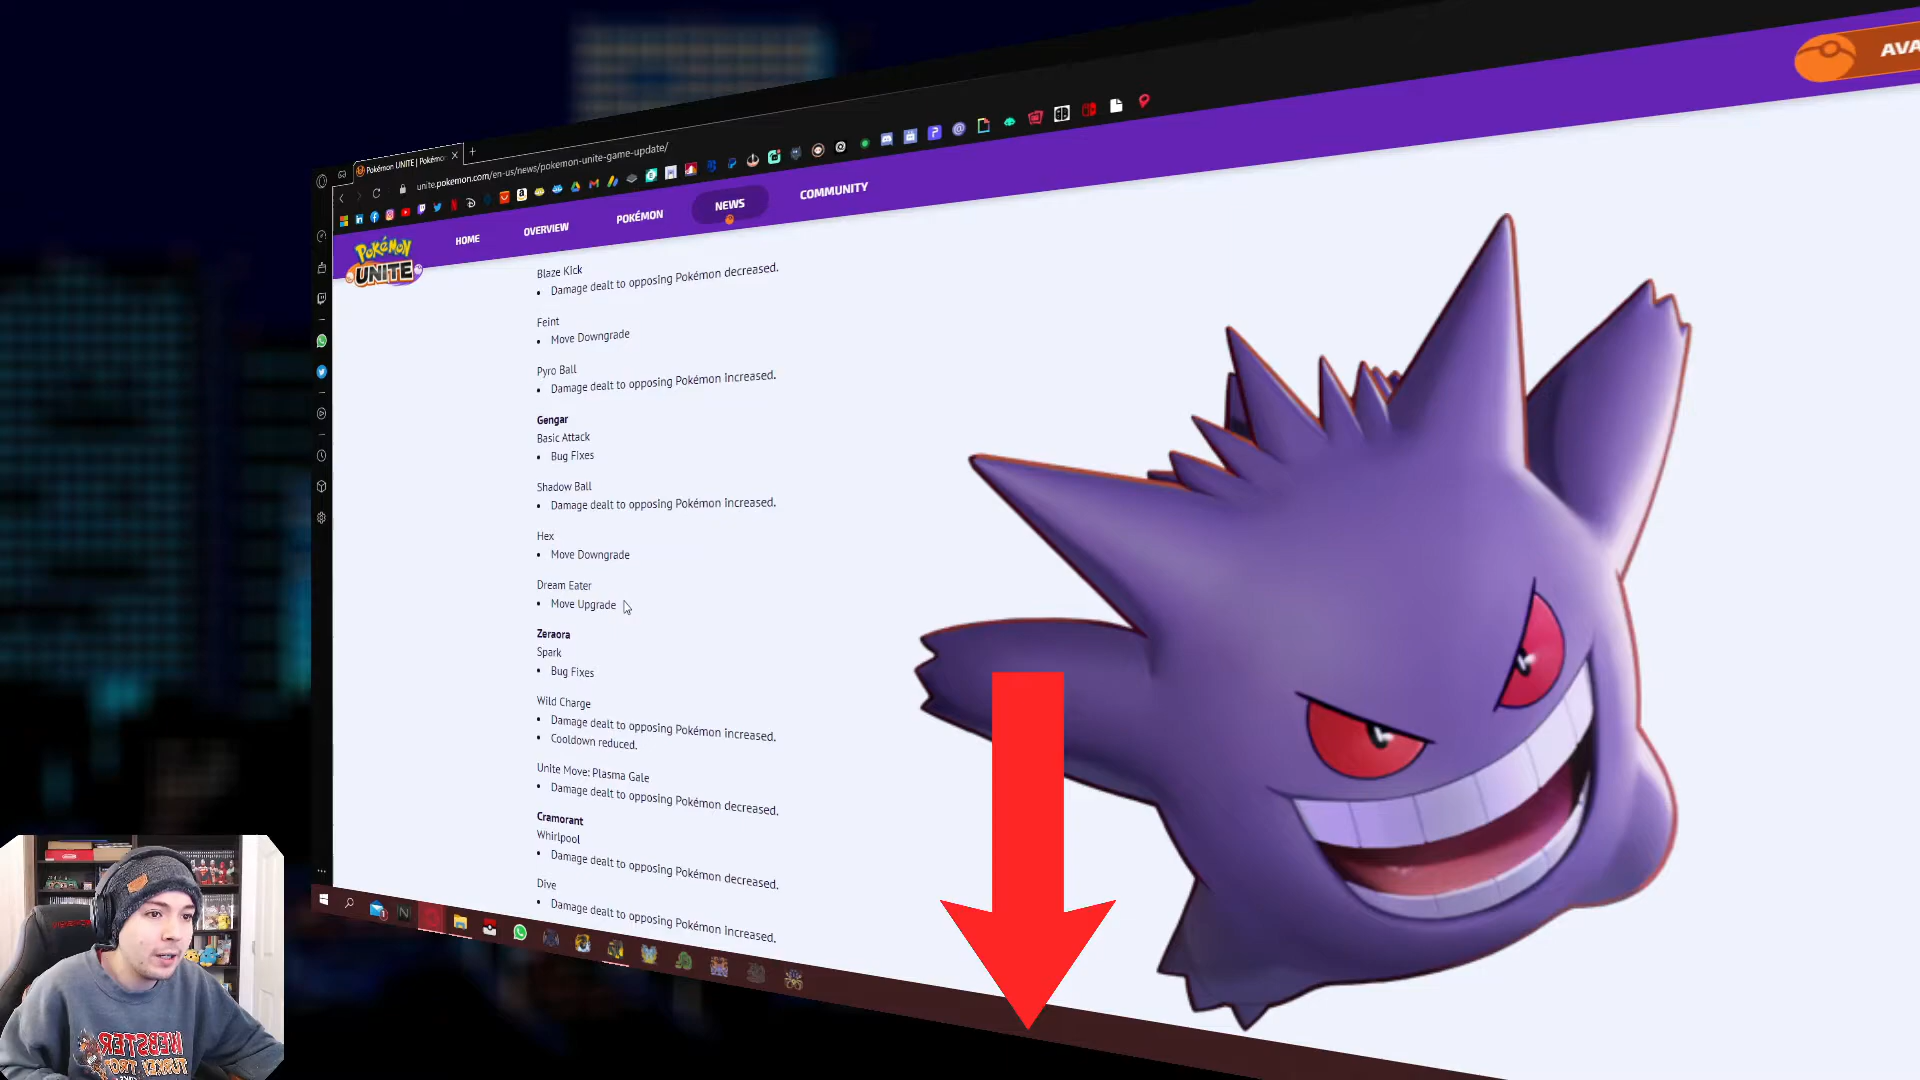 Pokémon UNITE | Pokémo
unite.pokemon.com/en-us/news/pokemon-unite-game-update/
AVA
POKÉMON
UNITE
HOME
OVERVIEW
POKÉMON
NEWS
COMMUNITY
Blaze Kick
• Damage dealt to opposing Pokémon decreased.
Feint
• Move Downgrade
Pyro Ball
• Damage dealt to opposing Pokémon increased.
Gengar
Basic Attack
• Bug Fixes
Shadow Ball
• Damage dealt to opposing Pokémon increased.
Hex
• Move Downgrade
Dream Eater
• Move Upgrade
Zeraora
Spark
• Bug Fixes
Wild Charge
• Damage dealt to opposing Pokémon increased.
• Cooldown reduced.
Unite Move: Plasma Gale
• Damage dealt to opposing Pokémon decreased.
Cramorant
Whirlpool
• Damage dealt to opposing Pokémon decreased.
Dive
• Damage dealt to opposing Pokémon increased.
WEBSTER
TURKEY TROT